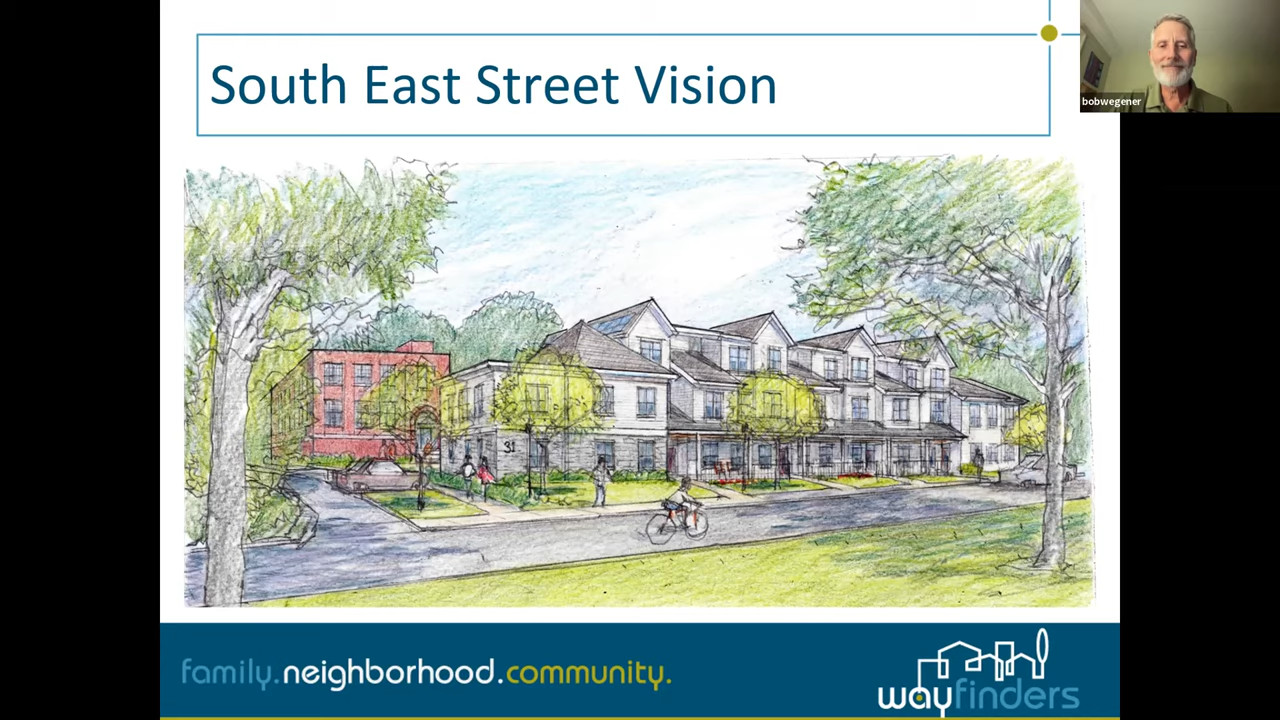 South East Street Vision
bobwegener
31
family.neighborhood.community.
wayfinders